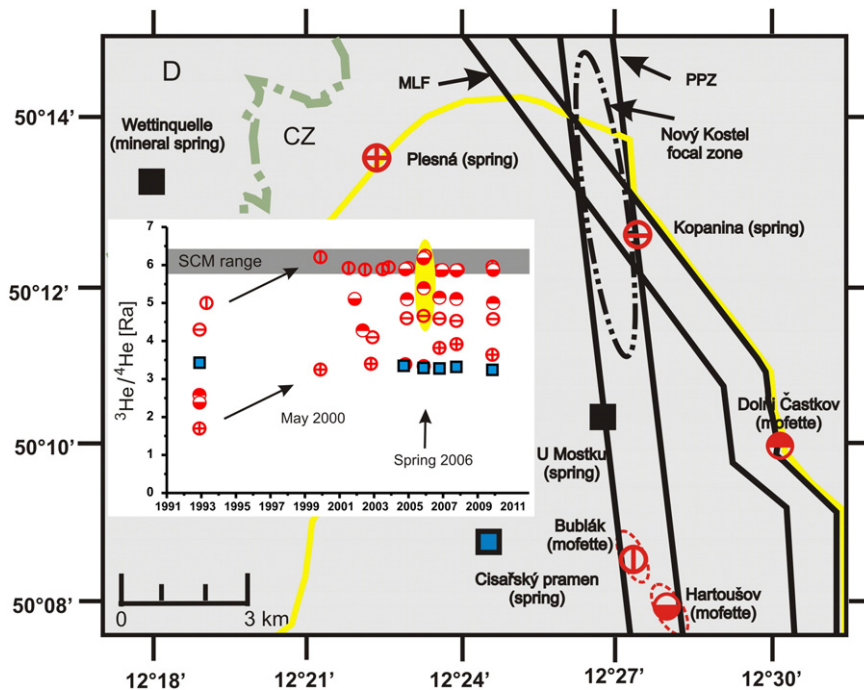 D
MLF
PPZ
50°14'
Wettinquelle
(mineral spring)
CZ
Plesná (spring)
Nový Kostel
focal zone
Kopanina (spring)
50°12'
7
6
5
4
3
2
1
0
³He/⁴He [Ra]
SCM range
May 2000
Spring 2006
1991 1993 1995 1997 1999 2001 2003 2005 2007 2009 2011
Dolni Častkov
(mofette)
50°10'
U Mostku
(spring)
Bublák
(mofette)
Cisařský pramen
(spring)
Hartoušov
(mofette)
50°08'
0 3 km
12°18' 12°21' 12°24' 12°27' 12°30'